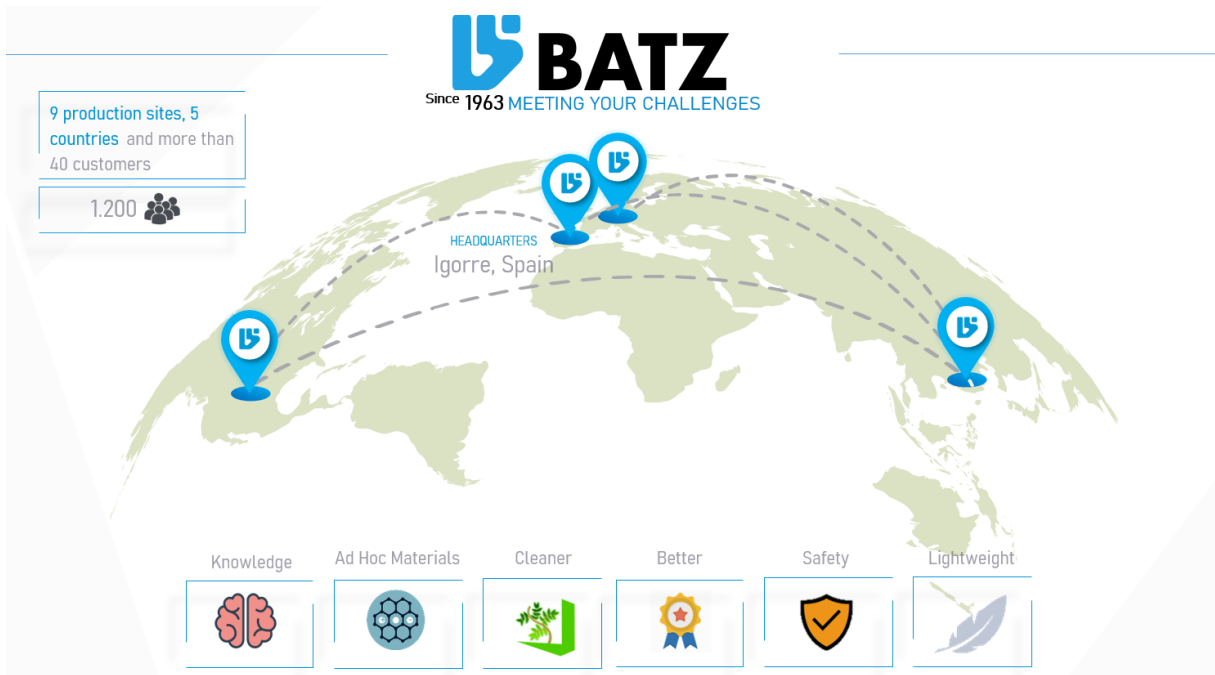 BATZ
Since 1963 MEETING YOUR CHALLENGES
9 production sites, 5
countries and more than
40 customers
1.200
HEADQUARTERS
Igorre, Spain
Knowledge
Ad Hoc Materials
Cleaner
Better
Safety
Lightweight